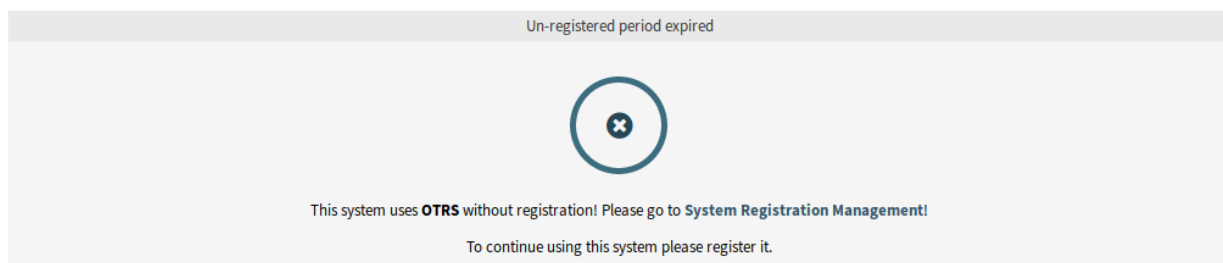 Un-registered period expired
This system uses OTRS without registration! Please go to System Registration Management!
To continue using this system please register it.